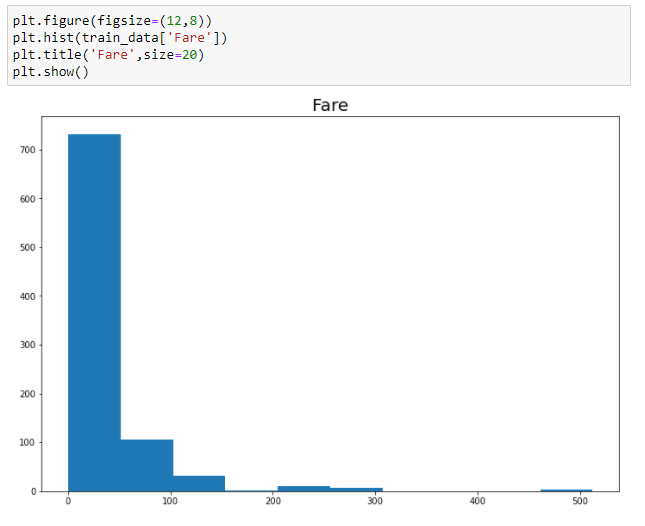 plt.figure(figsize=(12,8))
plt.hist(train_data['Fare'])
plt.title('Fare',size=20)
plt.show()
Fare
700
600
500
400
300
200
100
0
0 100 200 300 400 500